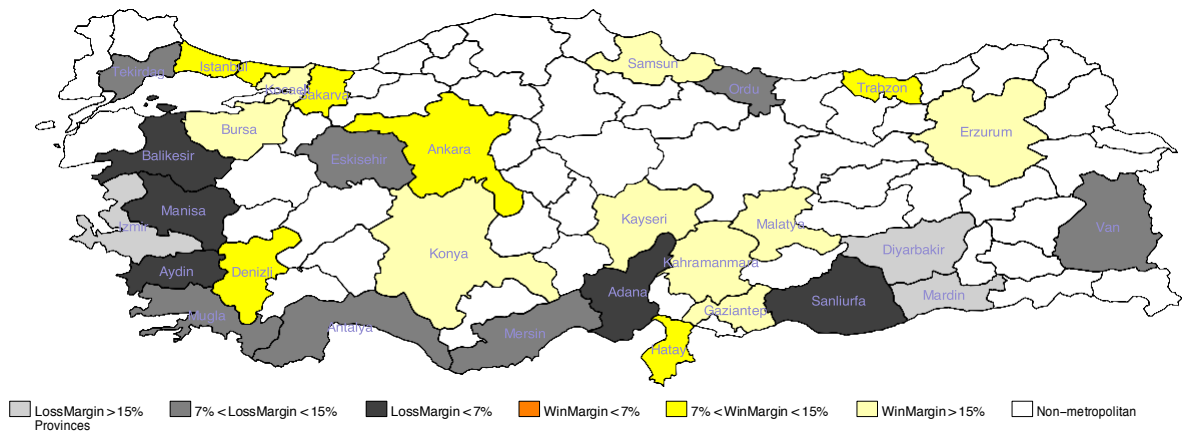 Tekirdag
Istanbul
Kocaeli
Sakarya
Samsun
Ordu
Trabzon
Bursa
Erzurum
Balikesir
Eskisehir
Ankara
Manisa
Izmir
Kayseri
Malatya
Van
Konya
Diyarbakir
Aydin
Denizli
Kahramanmara
Adana
Sanliurfa
Mardin
Mugla
Antalya
Mersin
Gaziantep
Hatay
LossMargin > 15% 7% < LossMargin < 15% LossMargin < 7% WinMargin < 7% 7% < WinMargin < 15% WinMargin > 15% Non−metropolitan
Provinces